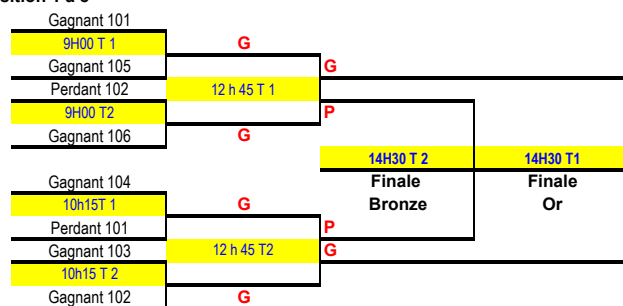 Gagnant 101
9H00 T 1
G
Gagnant 105
G
Perdant 102
12 h 45 T 1
9H00 T2
P
Gagnant 106
G
14H30 T 2
14H30 T1
Gagnant 104
Finale
Finale
10h15T 1
G
Bronze
Or
Perdant 101
P
Gagnant 103
12 h 45 T2
G
10h15 T 2
Gagnant 102
G